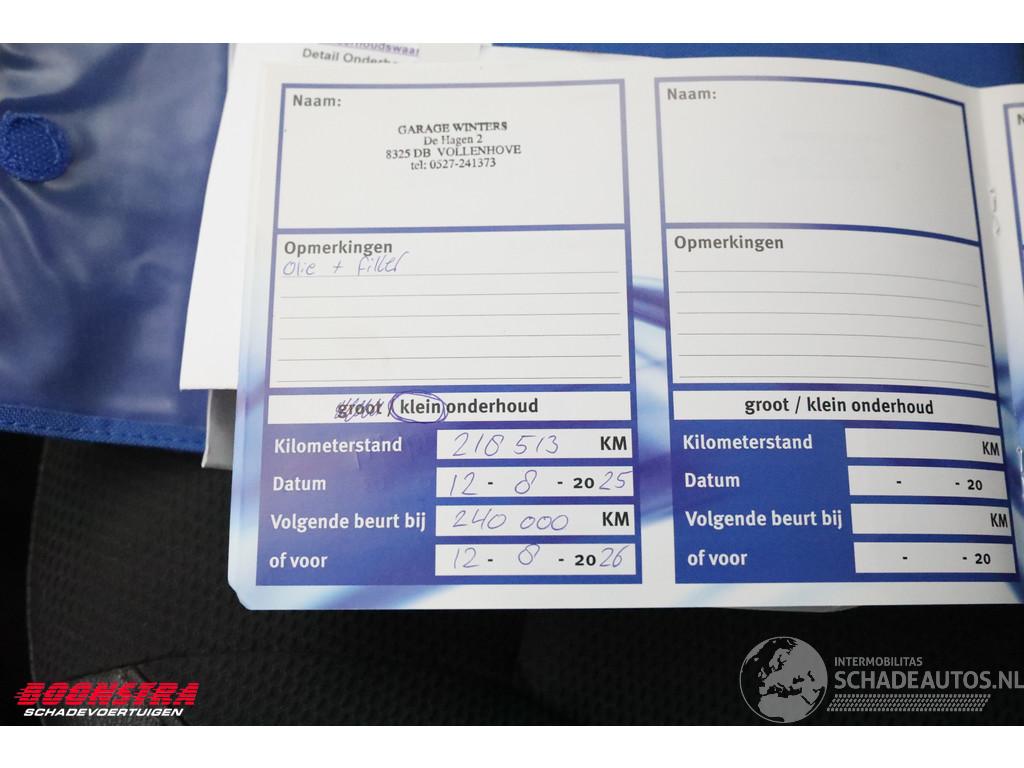 Detail Onderh
Naam:
GARAGE WINTERS
De Hagen 2
8325 DB VOLLENHOVE
tel: 0527-241373
Opmerkingen
Olie + filter
groot / klein onderhoud
Kilometerstand 218 513 KM
Datum 12 - 8 - 2025
Volgende beurt bij 240 000 KM
of voor 12 - 8 - 2026
Naam:
Opmerkingen
groot / klein onderhoud
Kilometerstand KM
Datum - - 20
Volgende beurt bij KM
of voor - - 20
N
BOONSTRA
SCHADEVOERTUIGEN
INTERMOBILITAS
SCHADEAUTOS.NL